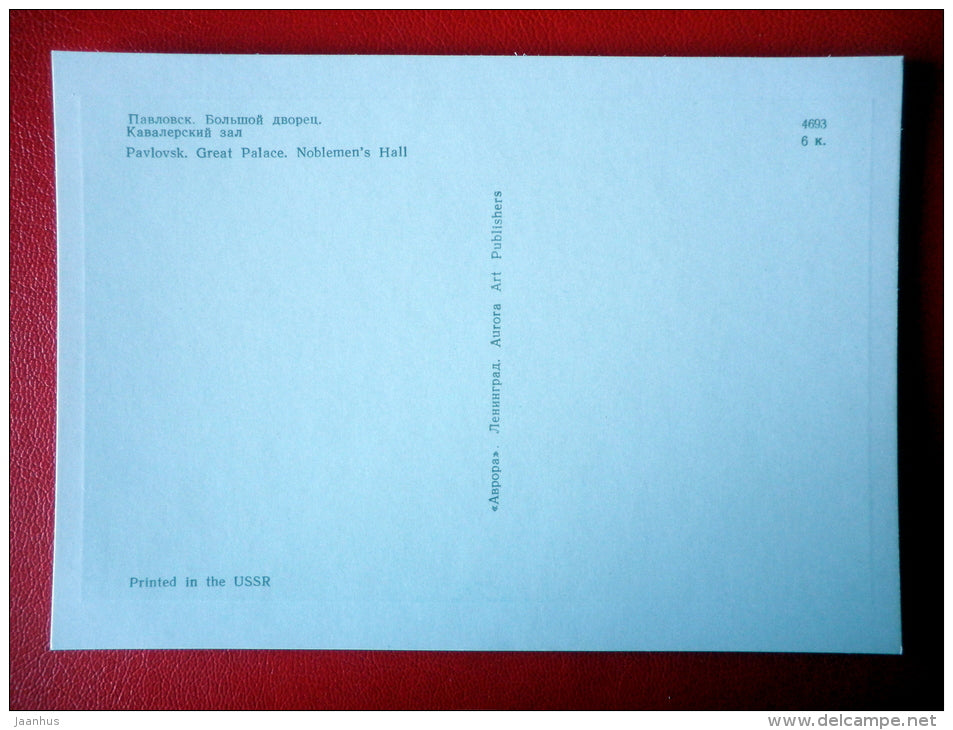 Павловск. Большой дворец.
Кавалерский зал
Pavlovsk. Great Palace. Noblemen's Hall
4693
6 к.
«Аврора». Ленинград. Aurora Art Publishers
Printed in the USSR
jaanhus
www.delcampe.net